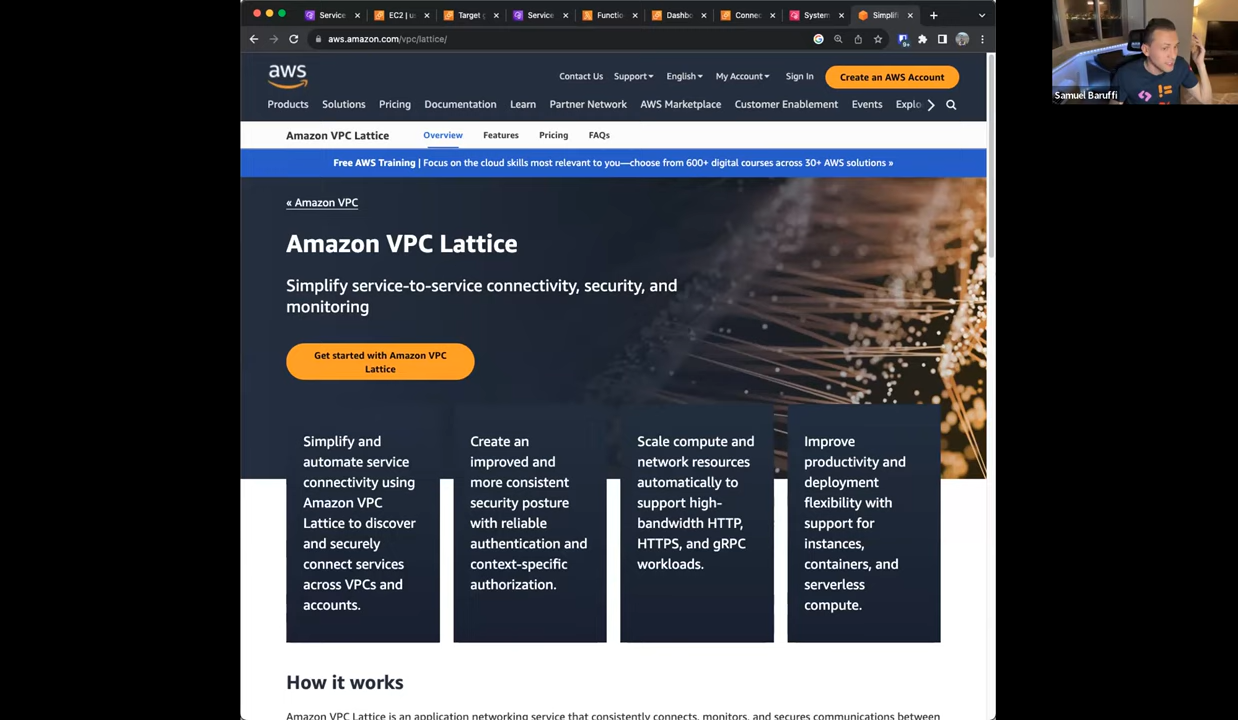 Service
EC2 | u
Target g
Service
Functio
Dashbo
Connec
System
Simplif
aws.amazon.com/vpc/lattice/
aws
Contact Us
Support
English
My Account
Sign In
Create an AWS Account
Products
Solutions
Pricing
Documentation
Learn
Partner Network
AWS Marketplace
Customer Enablement
Events
Explo
Amazon VPC Lattice
Overview
Features
Pricing
FAQs
Free AWS Training | Focus on the cloud skills most relevant to you—choose from 600+ digital courses across 30+ AWS solutions »
« Amazon VPC
Amazon VPC Lattice
Simplify service-to-service connectivity, security, and
monitoring
Get started with Amazon VPC
Lattice
Simplify and
automate service
connectivity using
Amazon VPC
Lattice to discover
and securely
connect services
across VPCs and
accounts.
Create an
improved and
more consistent
security posture
with reliable
authentication and
context-specific
authorization.
Scale compute and
network resources
automatically to
support high-
bandwidth HTTP,
HTTPS, and gRPC
workloads.
Improve
productivity and
deployment
flexibility with
support for
instances,
containers, and
serverless
compute.
How it works
Amazon VPC Lattice is an application networking service that consistently connects, monitors, and secures communications between
Samuel Baruffi